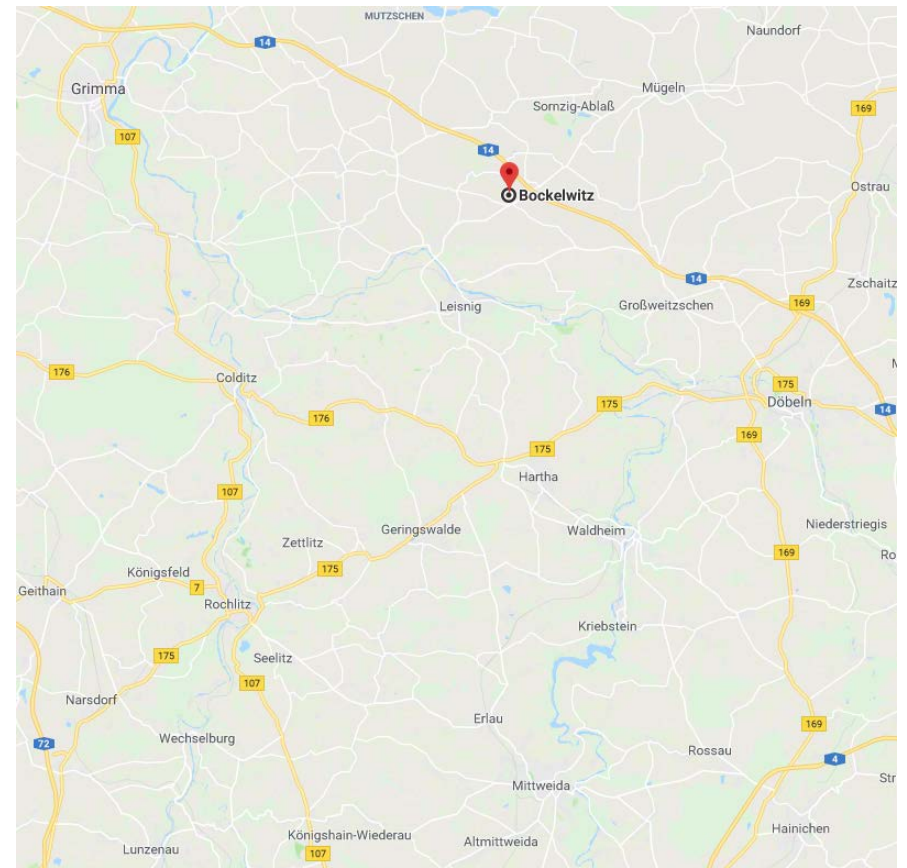 MUTZSCHEN
Naundorf
14
Grimma
Mügeln
Sornzig-Ablaß
169
107
14
Ostrau
Bockelwitz
14
Zschaitz
Leisnig
Großweitzschen
169
176
Colditz
175
175
176
Döbeln
14
169
175
Hartha
107
Geringswalde
Waldheim
Niederstriegis
Zettlitz
169
Ro
Königsfeld
175
Geithain
7
Rochlitz
Kriebstein
175
Seelitz
107
Narsdorf
Erlau
169
Wechselburg
72
Rossau
4
Str
Mittweida
Königshain-Wiederau
Hainichen
Altmittweida
Lunzenau
107